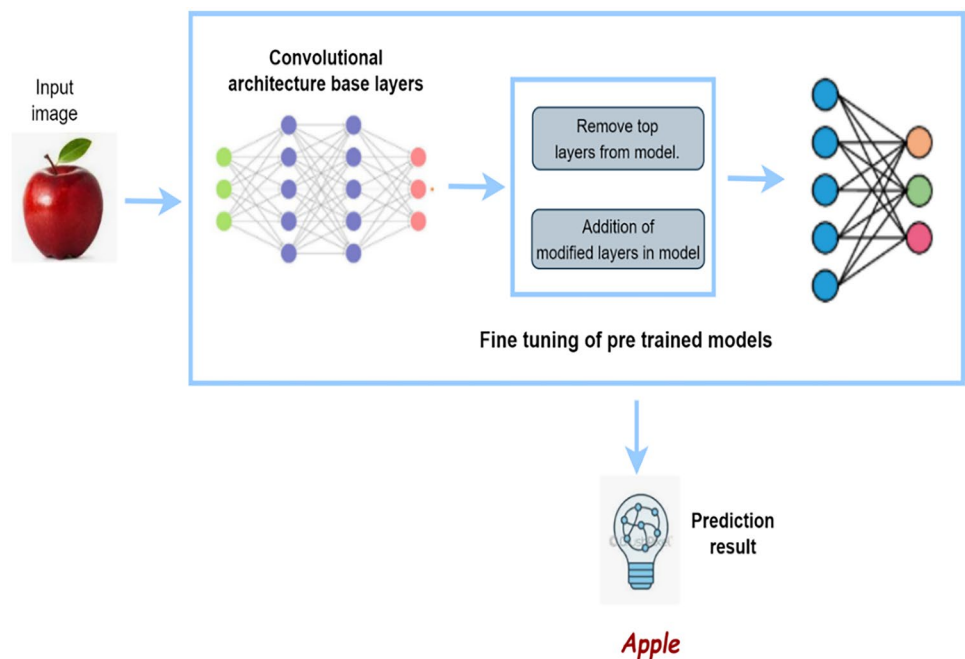 Input
image
Convolutional
architecture base layers
Remove top
layers from model.
Addition of
modified layers in model
Fine tuning of pre trained models
Prediction
result
Apple